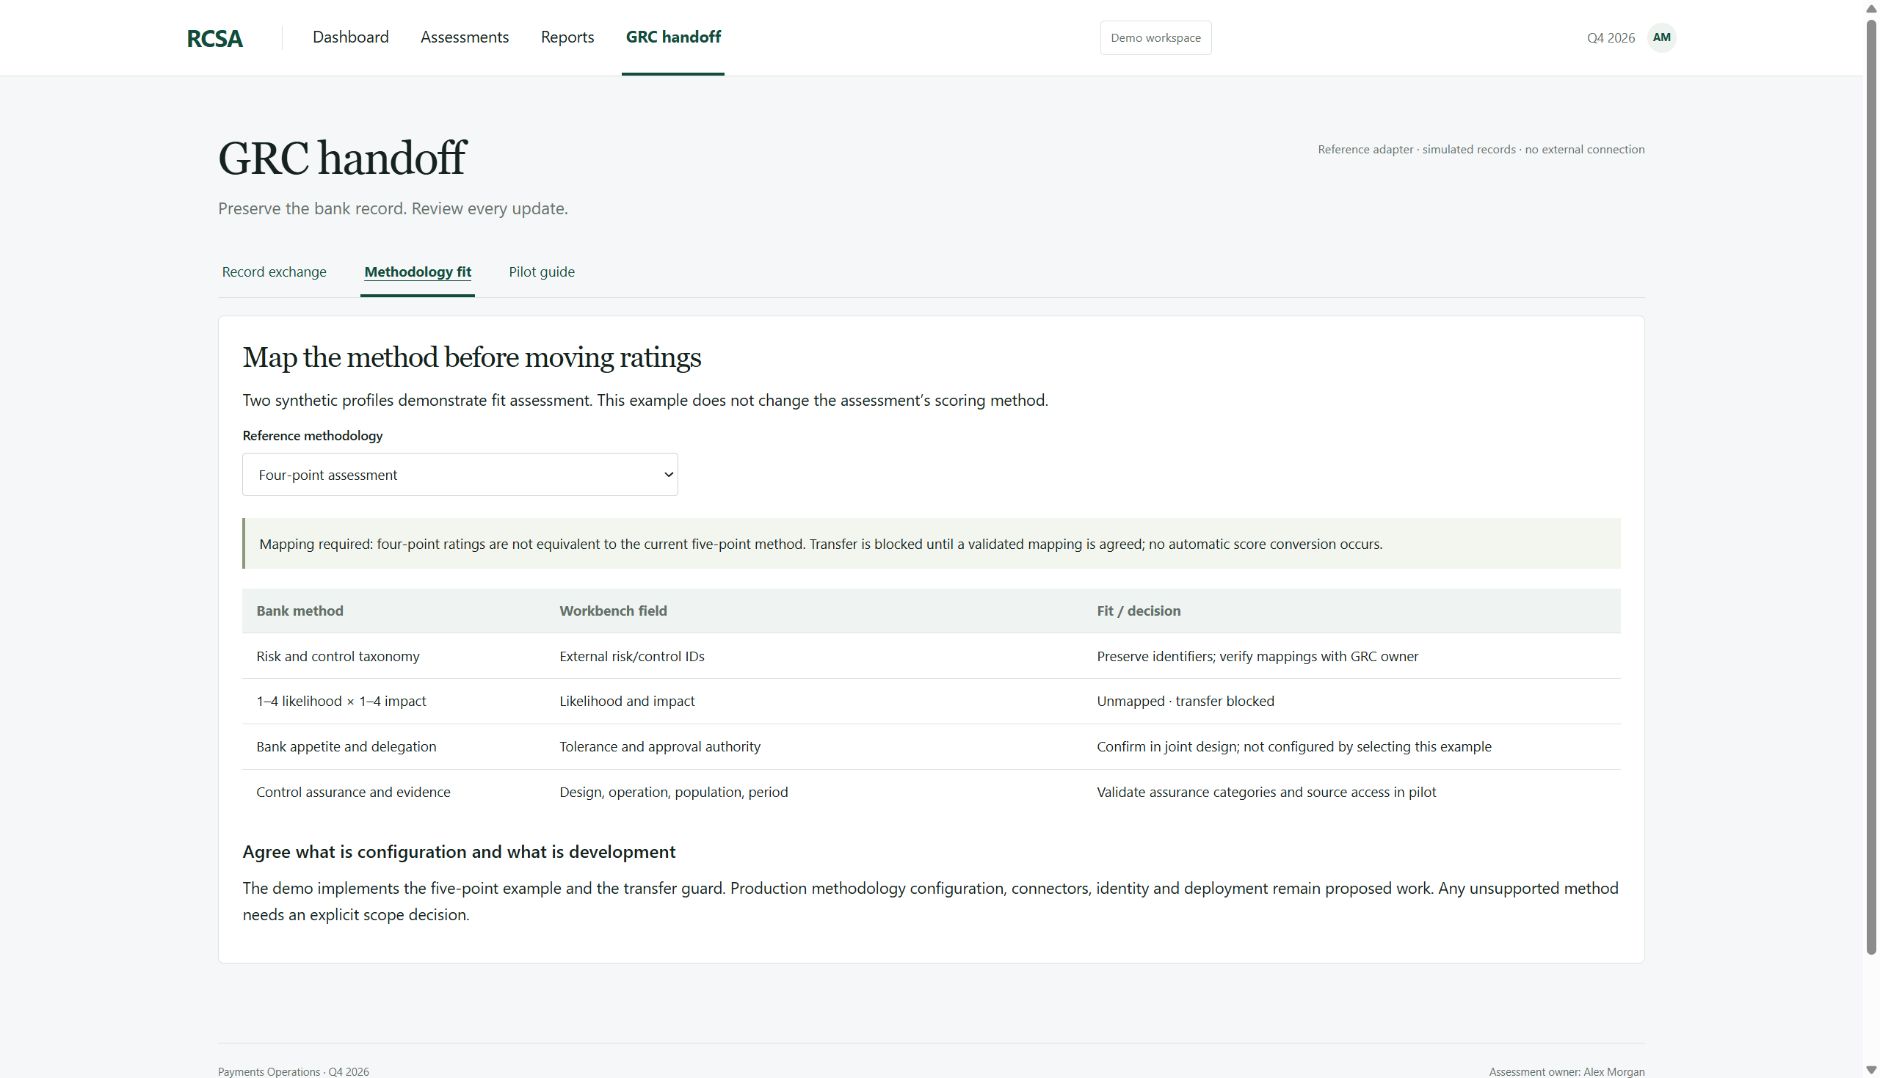 RCSA
Dashboard
Assessments
Reports
GRC handoff
Demo workspace
Q4 2026
AM
GRC handoff
Reference adapter · simulated records · no external connection
Preserve the bank record. Review every update.
Record exchange
Methodology fit
Pilot guide
Map the method before moving ratings
Two synthetic profiles demonstrate fit assessment. This example does not change the assessment’s scoring method.
Reference methodology
Four-point assessment
Mapping required: four-point ratings are not equivalent to the current five-point method. Transfer is blocked until a validated mapping is agreed; no automatic score conversion occurs.
Bank method Workbench field Fit / decision
Risk and control taxonomy External risk/control IDs Preserve identifiers; verify mappings with GRC owner
1–4 likelihood × 1–4 impact Likelihood and impact Unmapped · transfer blocked
Bank appetite and delegation Tolerance and approval authority Confirm in joint design; not configured by selecting this example
Control assurance and evidence Design, operation, population, period Validate assurance categories and source access in pilot
Agree what is configuration and what is development
The demo implements the five-point example and the transfer guard. Production methodology configuration, connectors, identity and deployment remain proposed work. Any unsupported method
needs an explicit scope decision.
Payments Operations · Q4 2026
Assessment owner: Alex Morgan